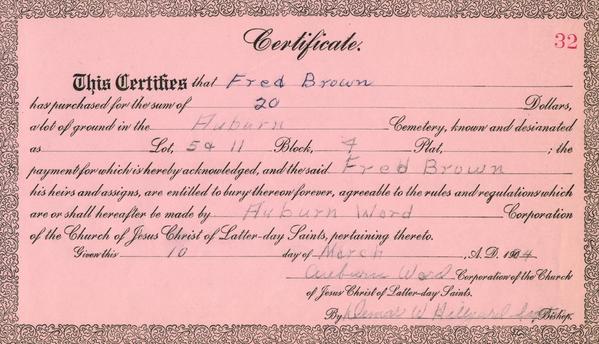 Certificate.
32
This Certifies that Fred Brown
has purchased for the sum of 20 Dollars,
a lot of ground in the Auburn Cemetery, known and designated
as Lot, 5 & 11 Block, 7 Plat, ; the
payment for which is hereby acknowledged, and the said Fred Brown
his heirs and assigns, are entitled to bury thereon forever, agreeable to the rules and regulations which
are or shall hereafter be made by Auburn Word Corporation
of the Church of Jesus Christ of Latter-day Saints, pertaining thereto.
Given this 10 day of March , A. D. 190
Auburn Word Corporation of the Church
of Jesus Christ of Latter-day Saints.
By W , Bishop.